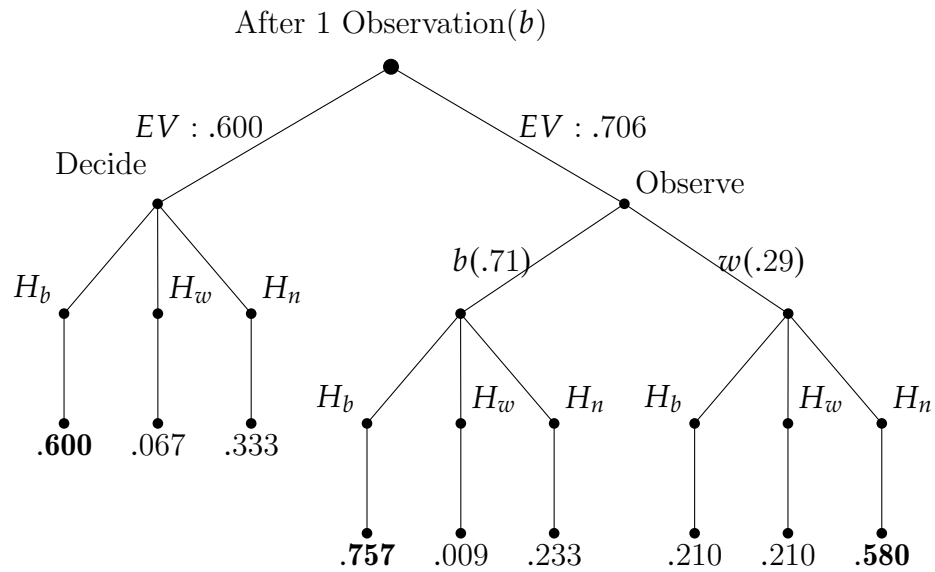 After 1 Observation(b)
EV : .600 EV : .706
Decide
Observe
b(.71) w(.29)
H_b H_w H_n
H_b H_w H_n H_b H_w H_n
.600 .067 .333
.757 .009 .233 .210 .210 .580